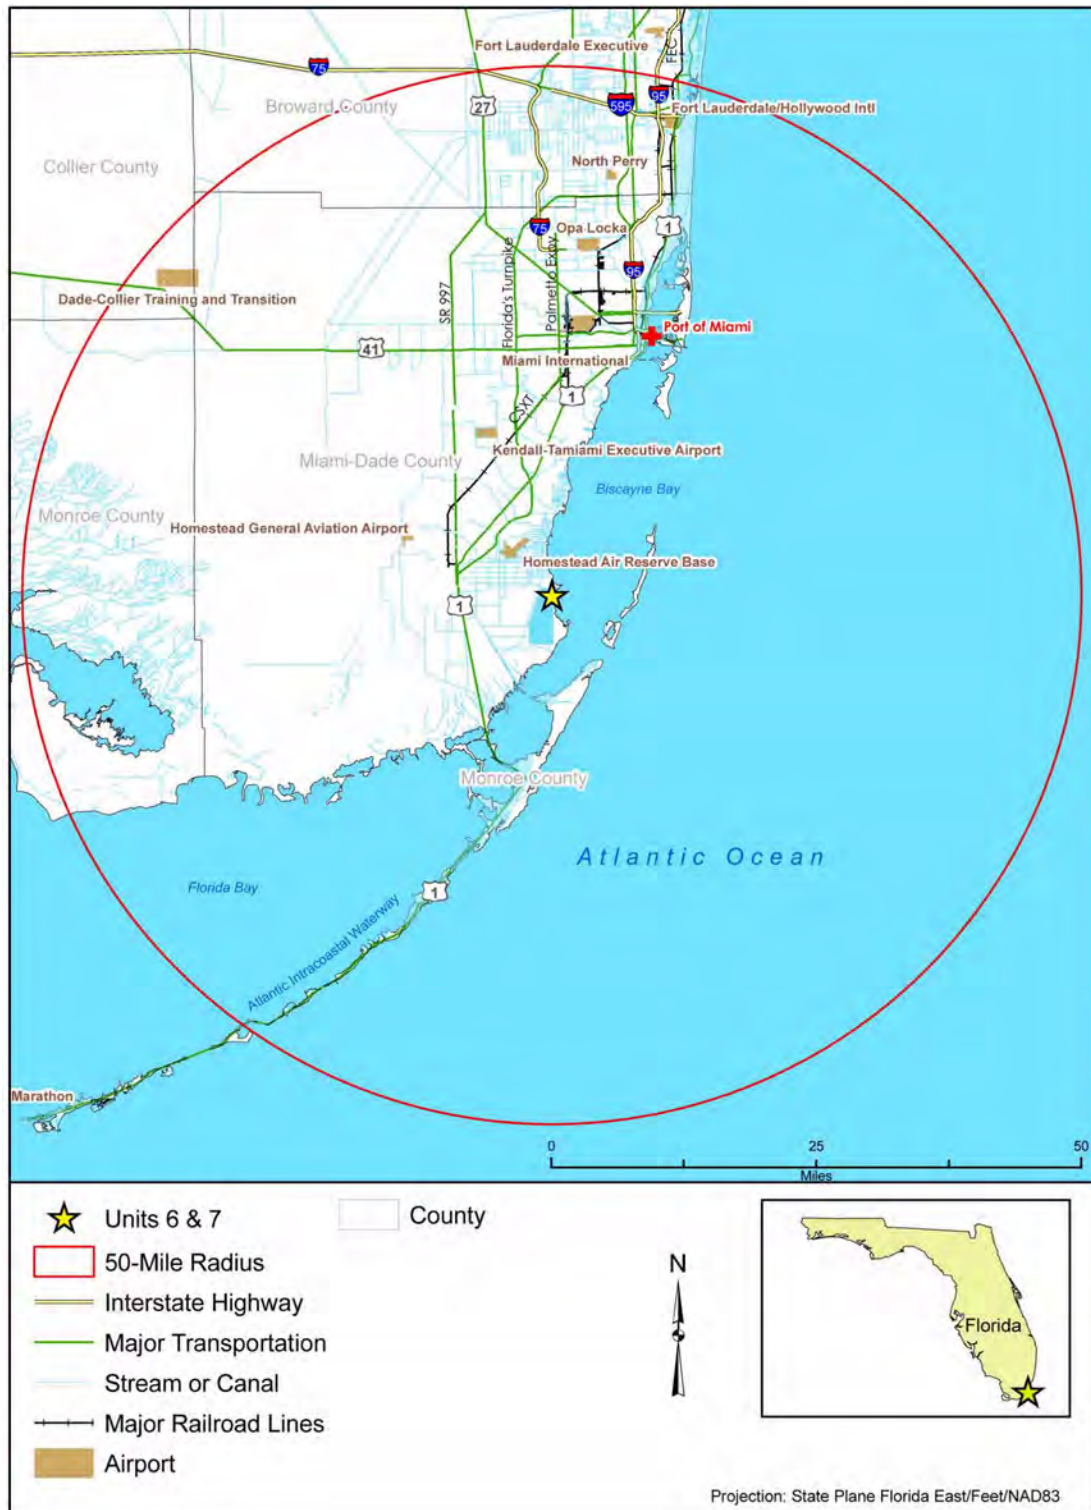 Fort Lauderdale Executive
FEC
75
95
Broward County
27
595
Fort Lauderdale/Hollywood Intl
Collier County
North Perry
1
75
Opa Locka
95
Dade-Collier Training and Transition
SR 997
Florida's Turnpike
Palmetto Expy
Port of Miami
41
Miami International
1
CSXT
Kendall-Tamiami Executive Airport
Miami-Dade County
Biscayne Bay
Monroe County
Homestead General Aviation Airport
Homestead Air Reserve Base
1
Monroe County
Atlantic Ocean
Florida Bay
1
Atlantic Intracoastal Waterway
Marathon
0
25
50
Miles
Units 6 & 7
County
50-Mile Radius
Interstate Highway
Major Transportation
Stream or Canal
Major Railroad Lines
Airport
N
Florida
Projection: State Plane Florida East/Feet/NAD83